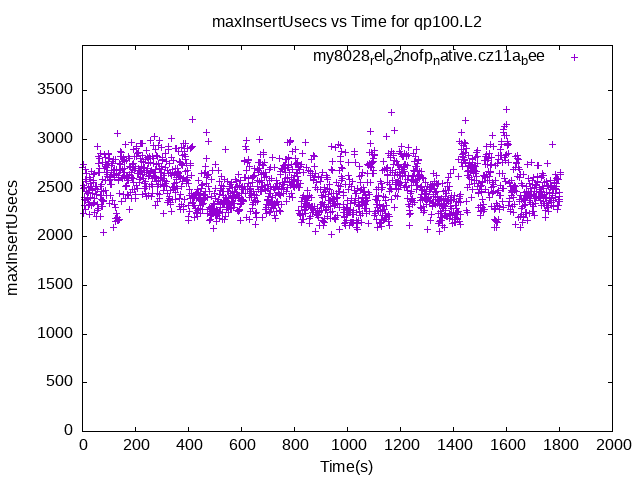 maxInsertUsecs vs Time for qp100.L2
my8028relo2nofpnative.cz11abee
3500
3000
2500
2000
1500
1000
500
0
maxInsertUsecs
0 200 400 600 800 1000 1200 1400 1600 1800 2000
Time(s)